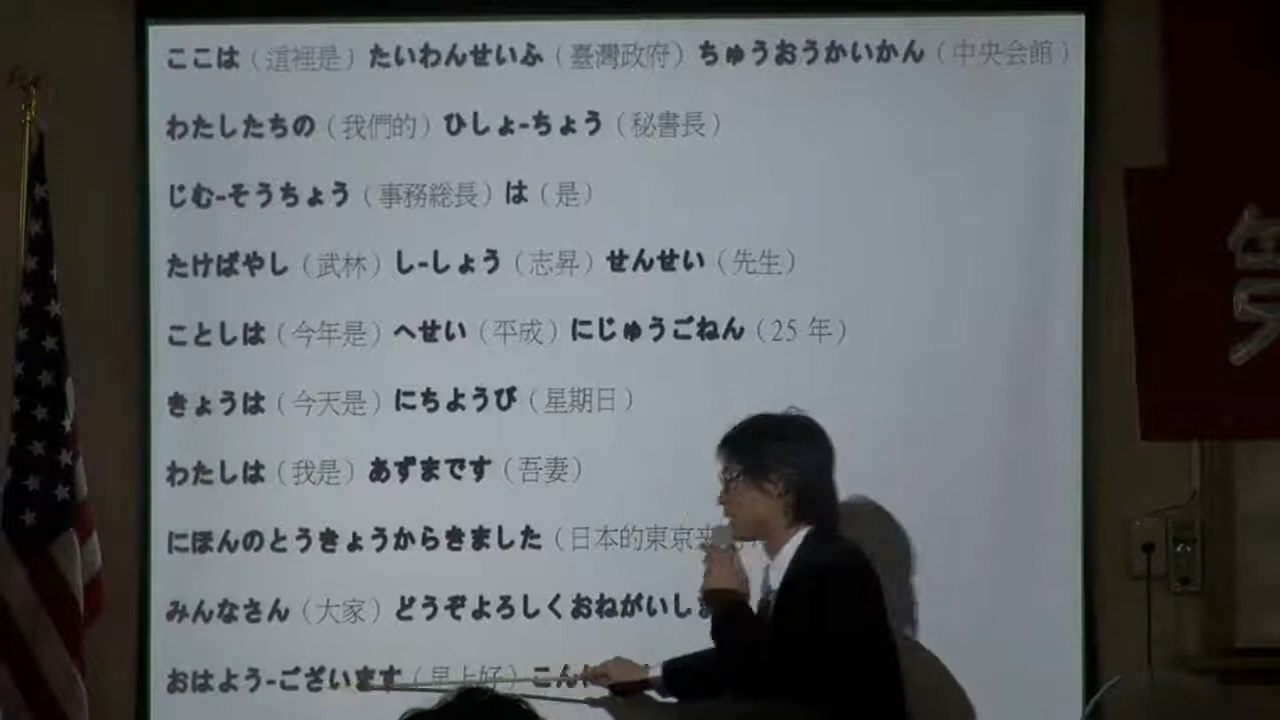 ここは（這裡是）たいわんせいふ（臺灣政府）ちゅうおうかいかん（中央会館）
わたしたちの（我們的）ひしょ-ちょう（秘書長）
じむ-そうちょう（事務総長）は（是）
たけばやし（武林）し-しょう（志昇）せんせい（先生）
ことしは（今年是）へせい（平成）にじゅうごねん（25 年）
きょうは（今天是）にちようび（星期日）
わたしは（我是）あずまです（吾妻）
にほんのとうきょうからきました（日本的東京来
みんなさん（大家）どうぞよろしくおねがいし
おはよう-ございます（早上好）こん